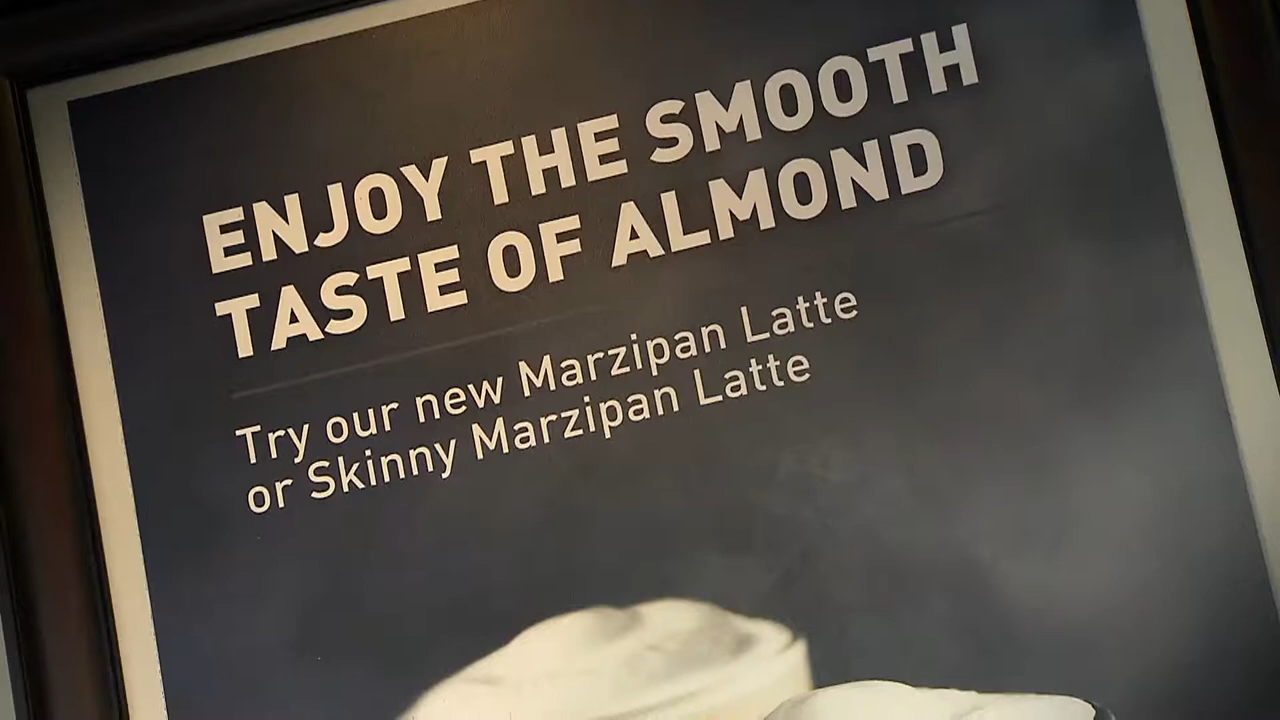 ENJOY THE SMOOTH
TASTE OF ALMOND
Try our new Marzipan Latte
or Skinny Marzipan Latte